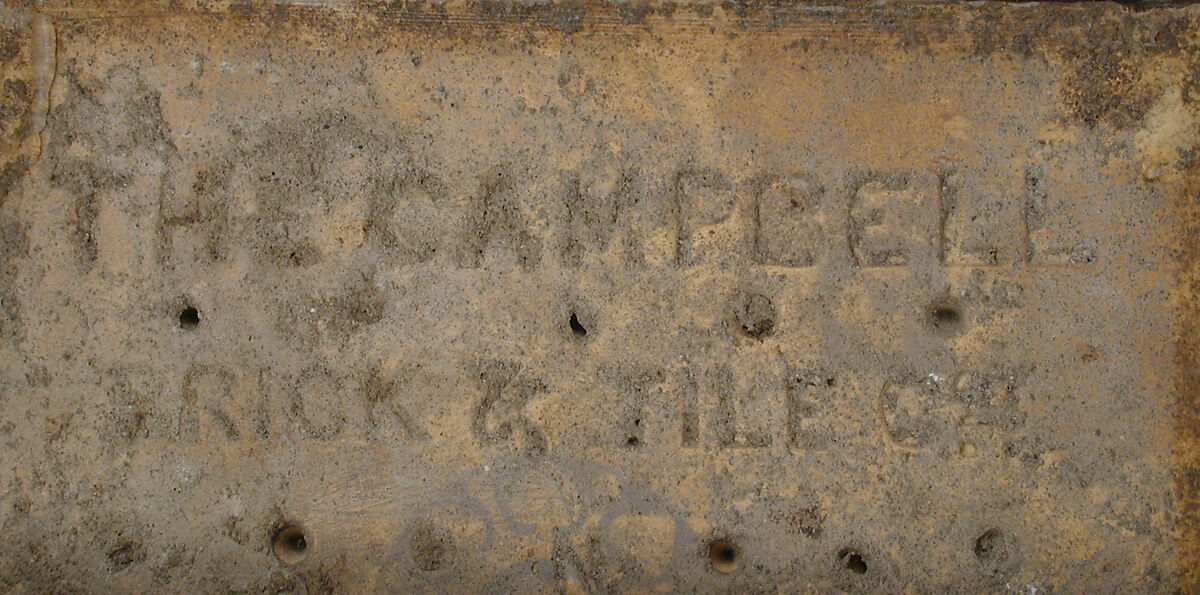 THE CAMPBELL
BRICK & TILE Co